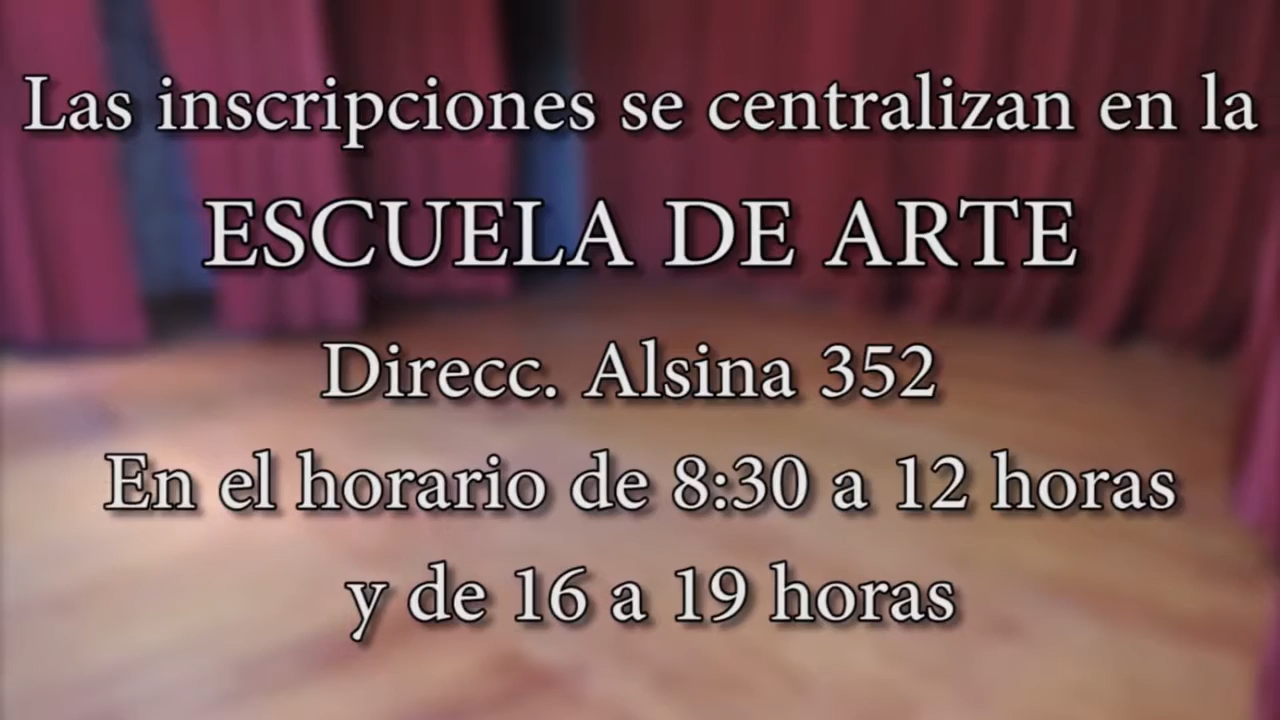 Las inscripciones se centralizan en la
ESCUELA DE ARTE
Direcc. Alsina 352
En el horario de 8:30 a 12 horas
y de 16 a 19 horas